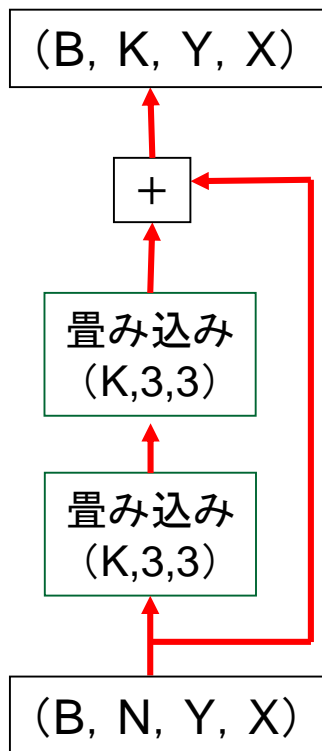 (B, K, Y, X)
＋
畳み込み
(K,3,3)
畳み込み
(K,3,3)
(B, N, Y, X)